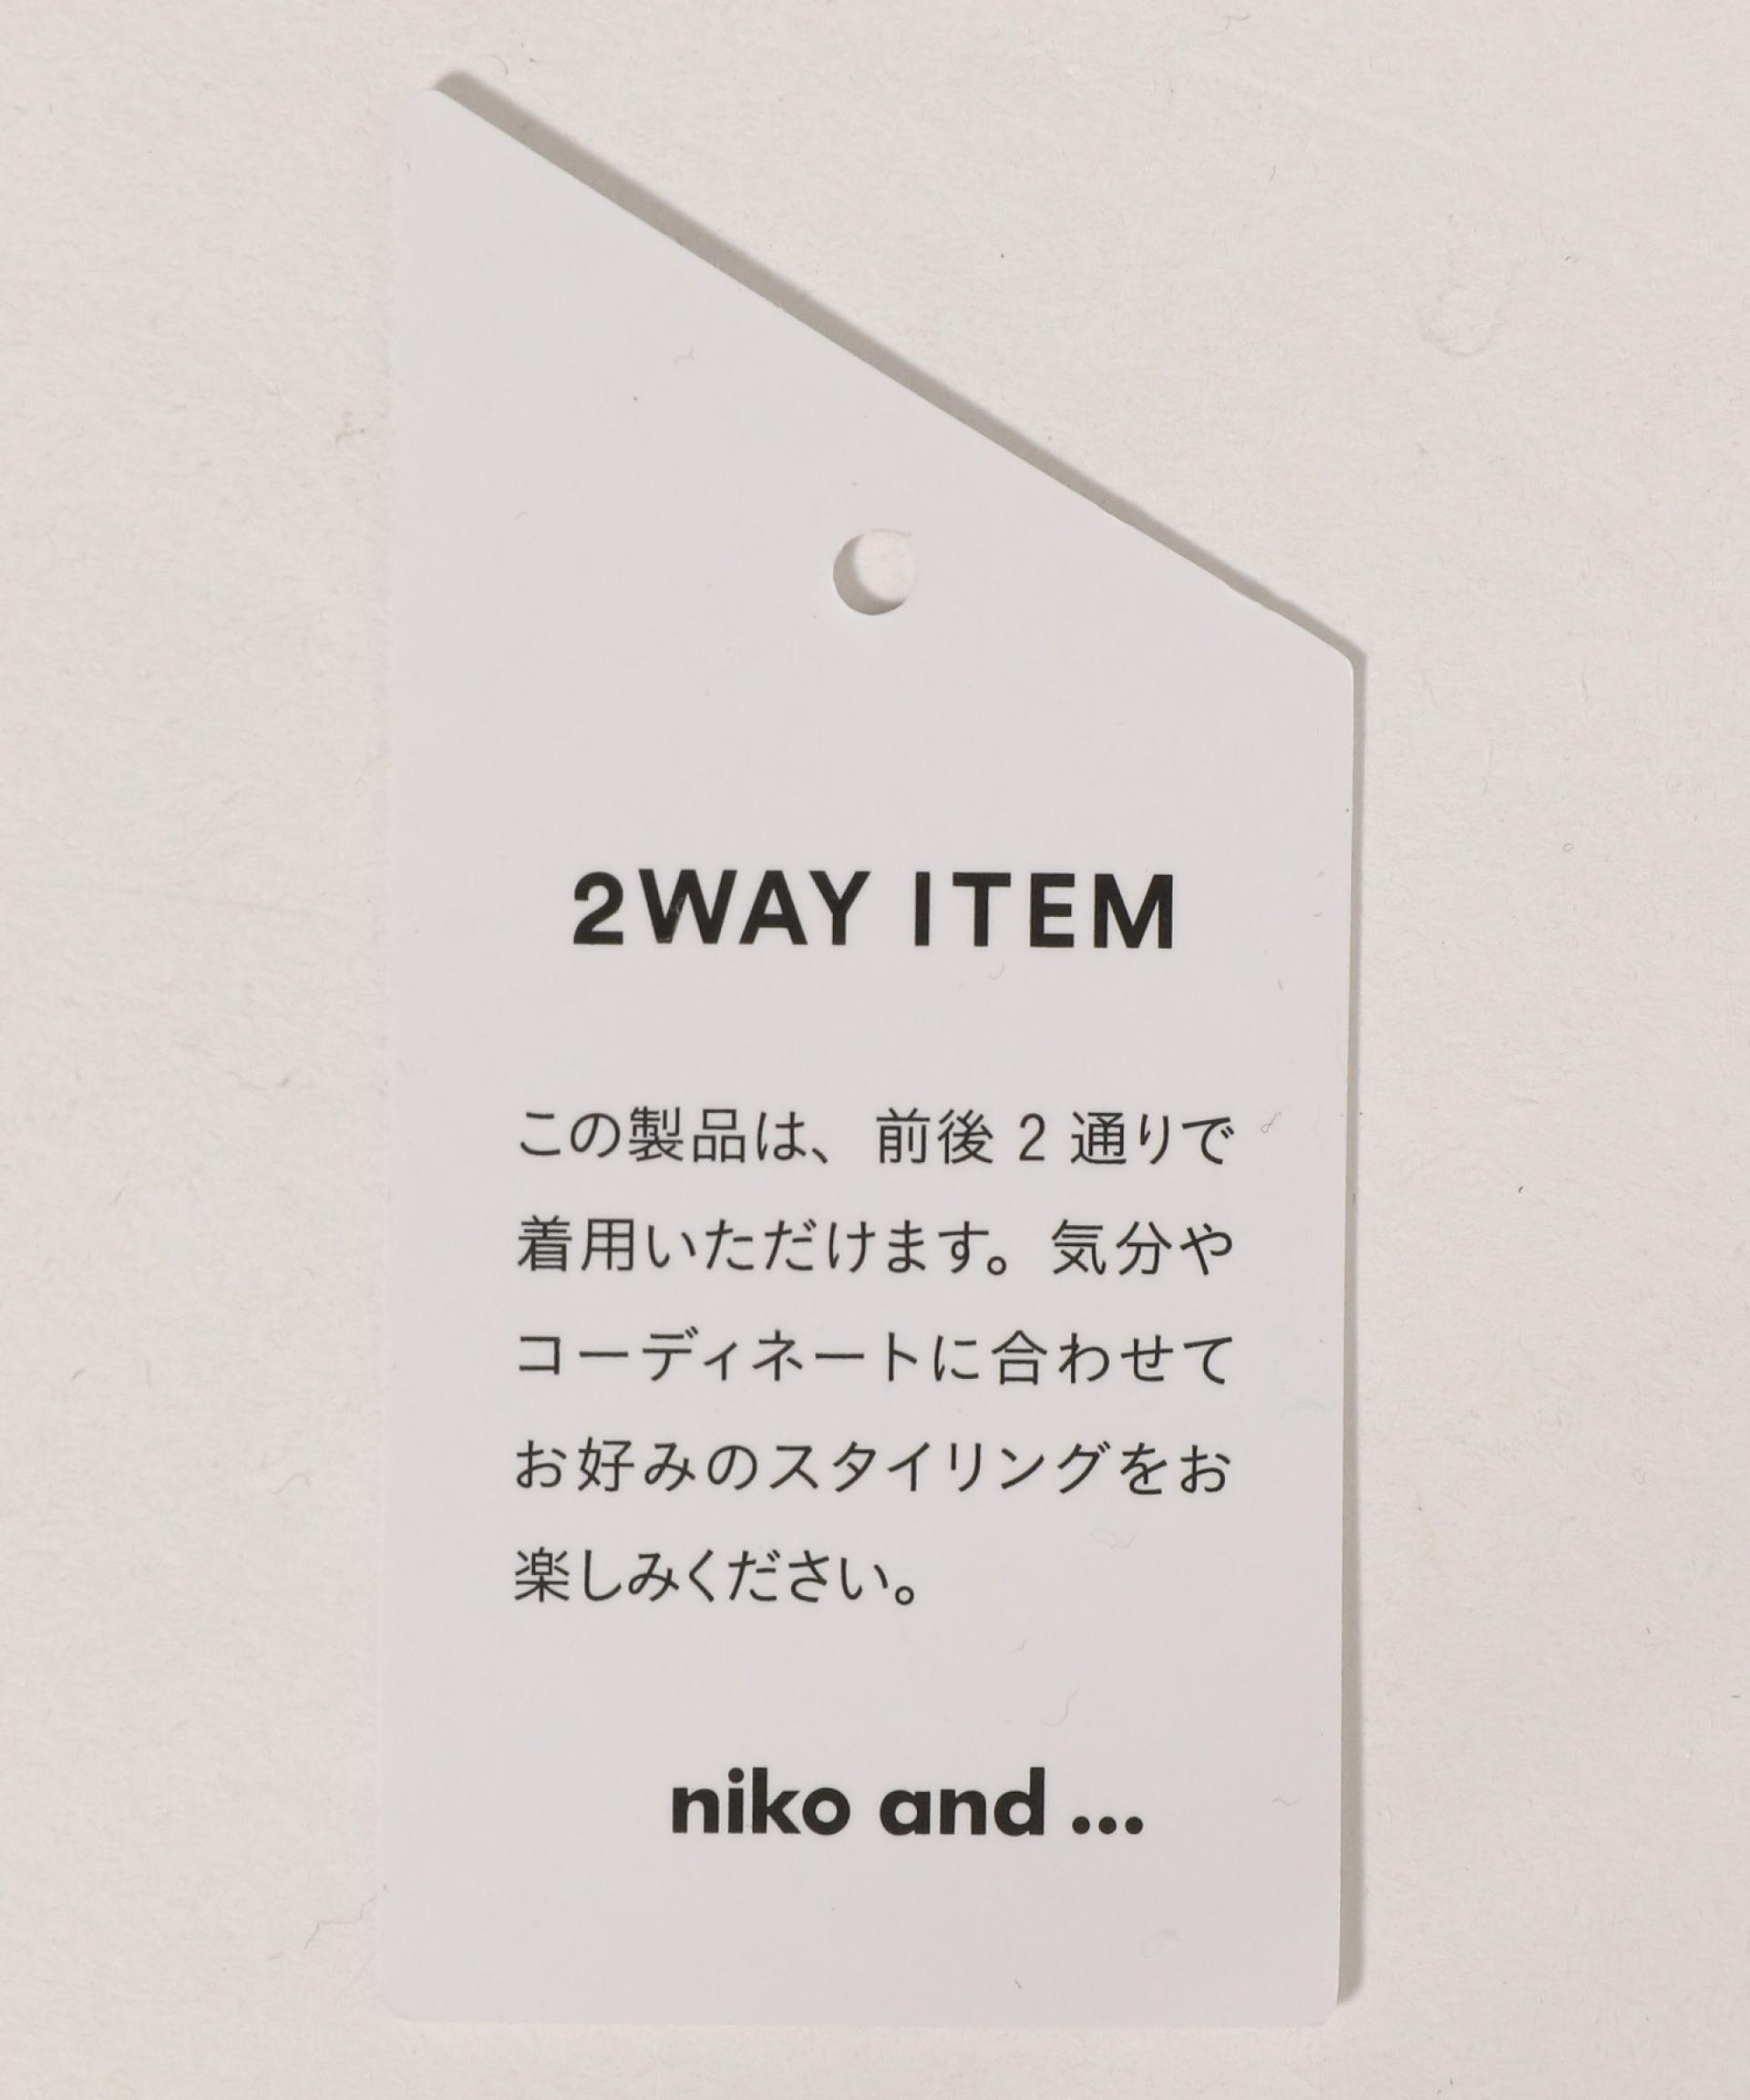 2WAY ITEM
この製品は、前後 2 通りで
着用いただけます。気分や
コーディネートに合わせて
お好みのスタイリングをお
楽しみください。
niko and ...